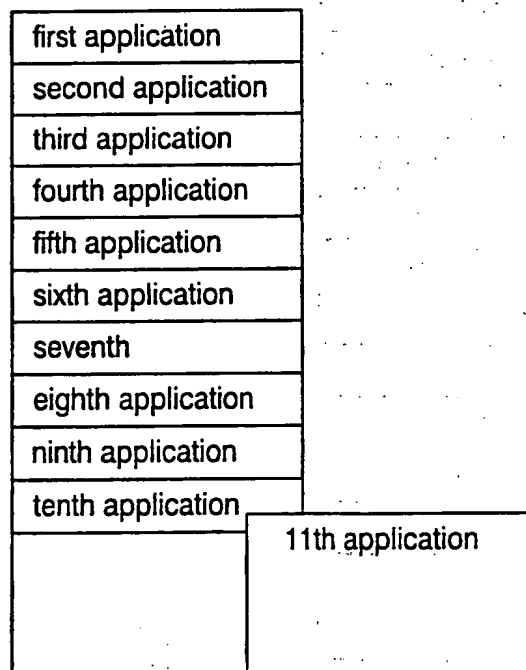 first application
second application
third application
fourth application
fifth application
sixth application
seventh
eighth application
ninth application
tenth application
11th application